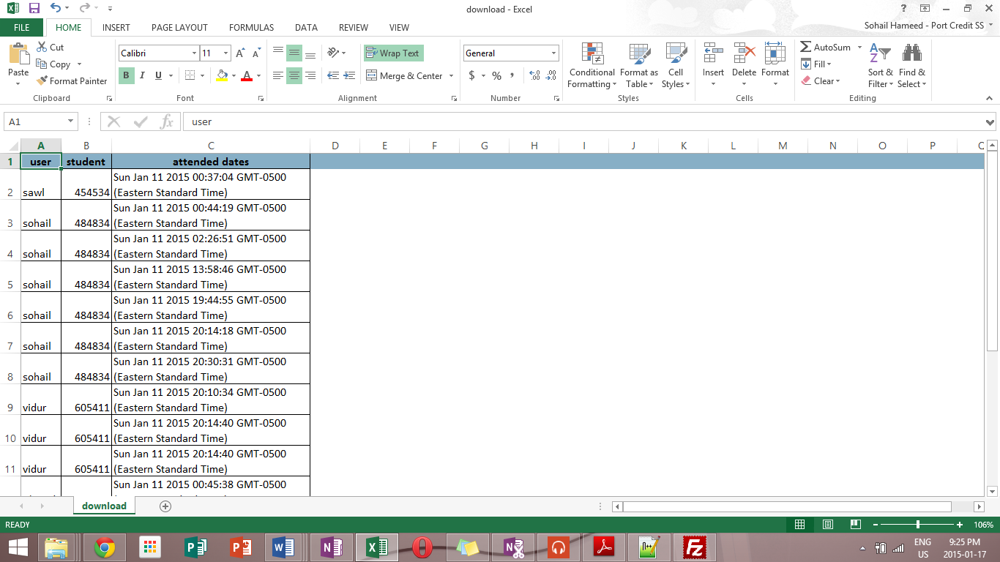 download - Excel
FILE HOME INSERT PAGE LAYOUT FORMULAS DATA REVIEW VIEW
Sohail Hameed - Port Credit SS
Paste
Cut
Copy
Format Painter
Clipboard
Calibri 11
B I U
Font
Wrap Text
Merge & Center
Alignment
General
$ % ,
Number
Conditional Formatting
Format as Table
Cell Styles
Styles
Insert Delete Format
Cells
AutoSum
Fill
Clear
Sort & Filter
Find & Select
Editing
A1 fx user
A B C D E F G H I J K L M N O P
1 user student attended dates
2 sawl 454534 Sun Jan 11 2015 00:37:04 GMT-0500
(Eastern Standard Time)
3 sohail 484834 Sun Jan 11 2015 00:44:19 GMT-0500
(Eastern Standard Time)
4 sohail 484834 Sun Jan 11 2015 02:26:51 GMT-0500
(Eastern Standard Time)
5 sohail 484834 Sun Jan 11 2015 13:58:46 GMT-0500
(Eastern Standard Time)
6 sohail 484834 Sun Jan 11 2015 19:44:55 GMT-0500
(Eastern Standard Time)
7 sohail 484834 Sun Jan 11 2015 20:14:18 GMT-0500
(Eastern Standard Time)
8 sohail 484834 Sun Jan 11 2015 20:30:31 GMT-0500
(Eastern Standard Time)
9 vidur 605411 Sun Jan 11 2015 20:10:34 GMT-0500
(Eastern Standard Time)
10 vidur 605411 Sun Jan 11 2015 20:14:40 GMT-0500
(Eastern Standard Time)
11 vidur 605411 Sun Jan 11 2015 20:14:40 GMT-0500
(Eastern Standard Time)
Sun Jan 11 2015 00:45:38 GMT-0500
download
READY
106%
ENG
US
9:25 PM
2015-01-17